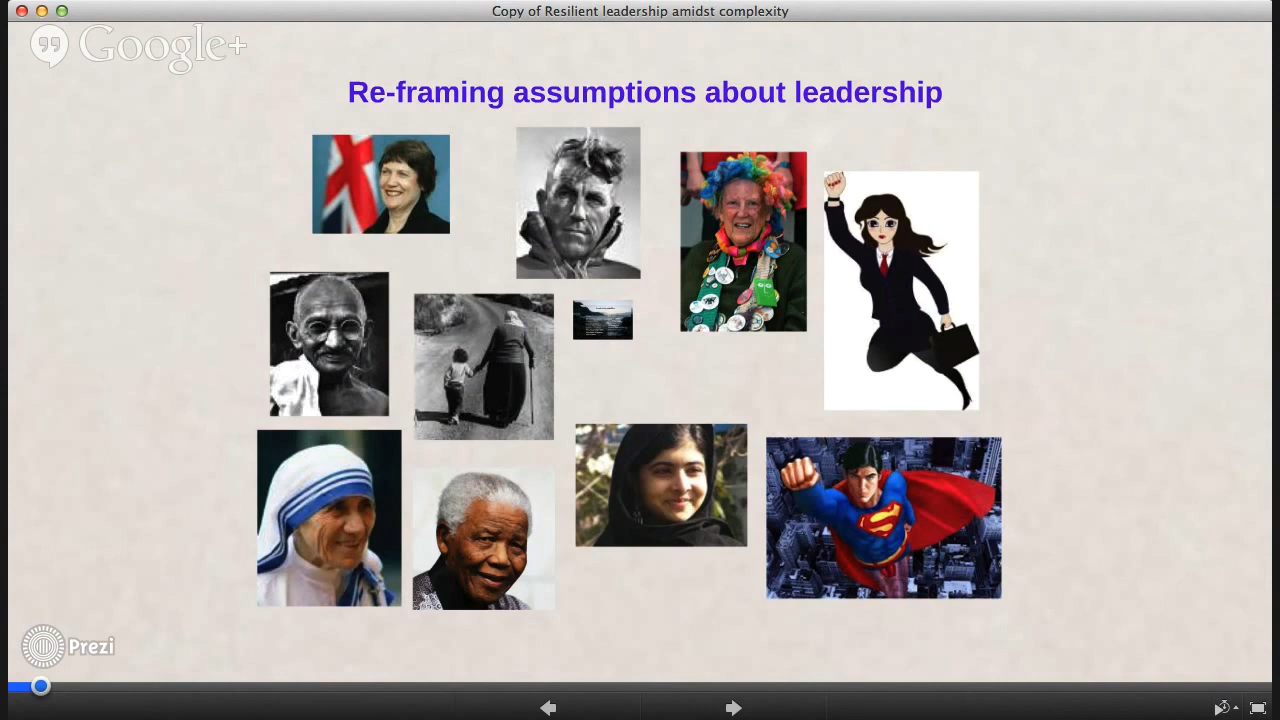 Copy of Resilient leadership amidst complexity
Google+
Re-framing assumptions about leadership
Prezi